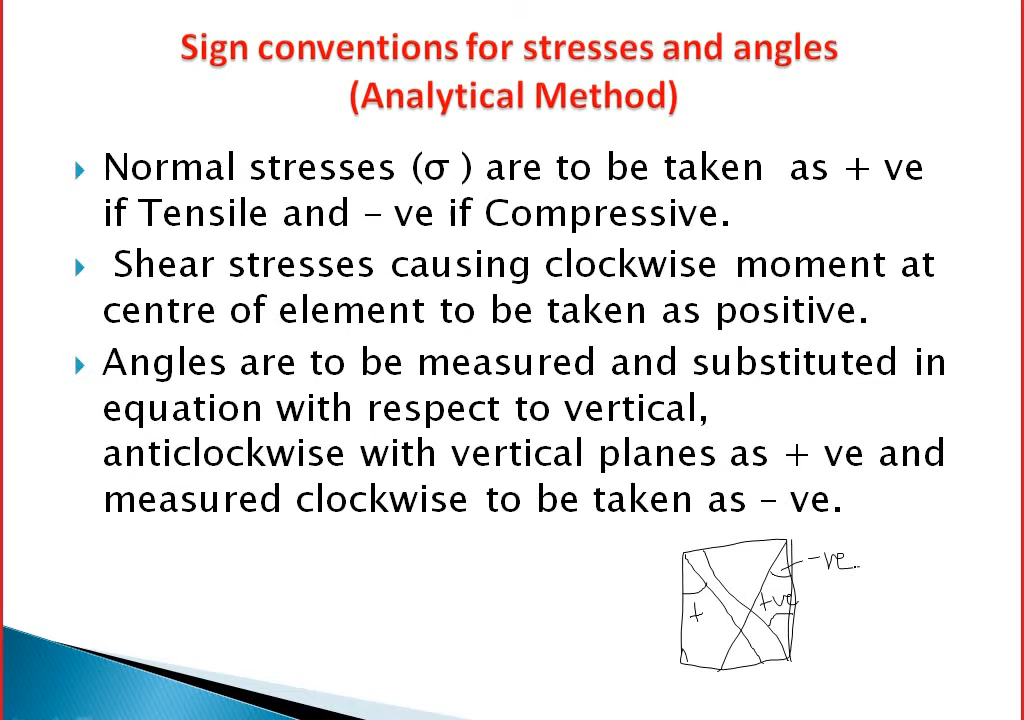 Sign conventions for stresses and angles
(Analytical Method)
Normal stresses (σ ) are to be taken as + ve
if Tensile and – ve if Compressive.
Shear stresses causing clockwise moment at
centre of element to be taken as positive.
Angles are to be measured and substituted in
equation with respect to vertical,
anticlockwise with vertical planes as + ve and
measured clockwise to be taken as – ve.
-ve..
+ve
+